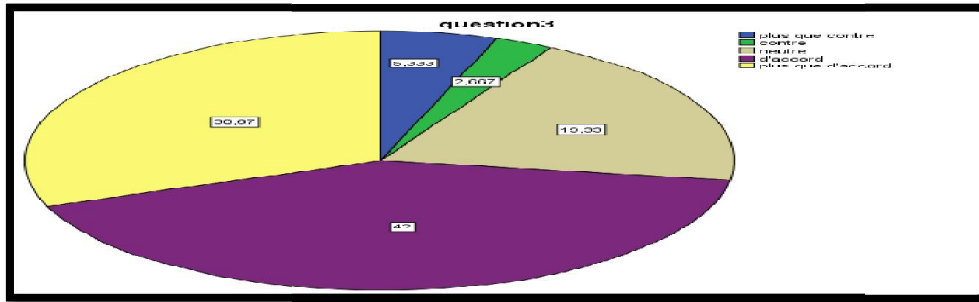 question3
plus que contre
contre
neutre
d'accord
plus que d'accord
5,333
2,667
19,33
30,67
42